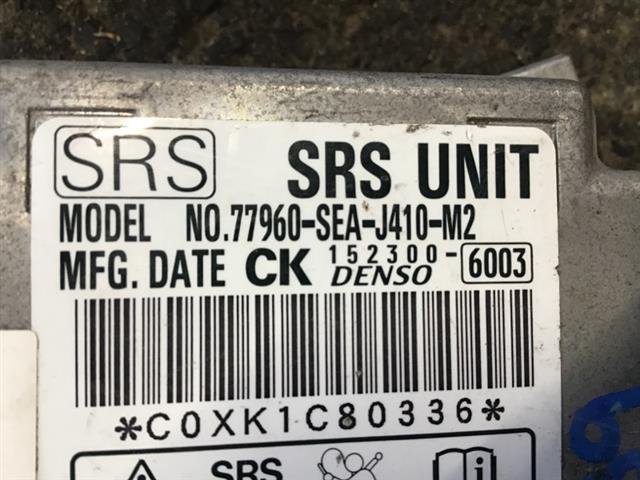 SRS SRS UNIT
MODEL NO.77960-SEA-J410-M2
MFG. DATE CK 152300-6003
DENSO
*C0XK1C80336*
SRS